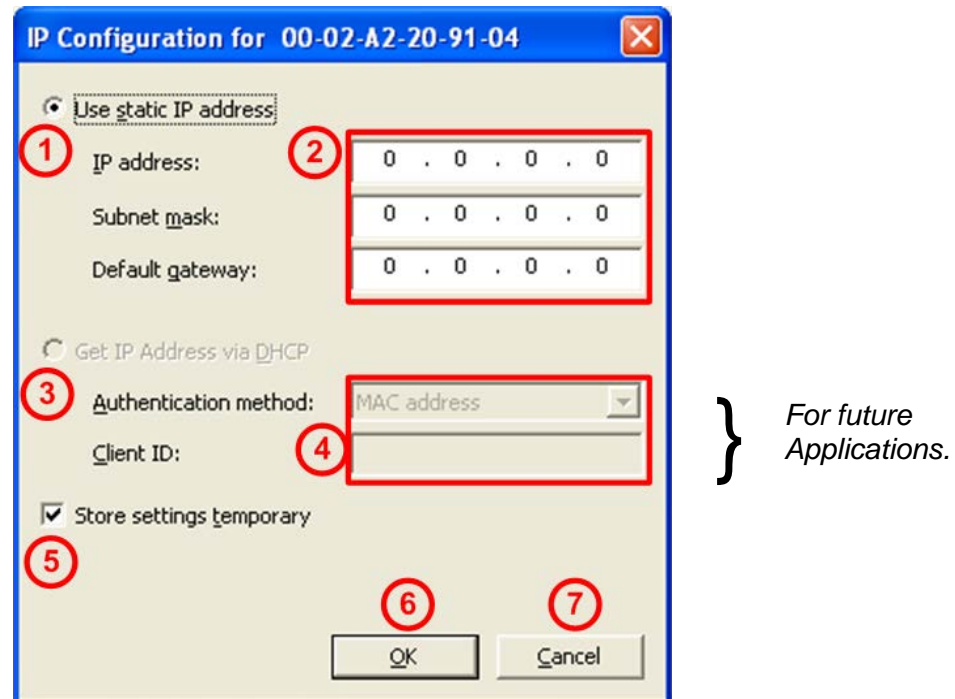 IP Configuration for 00-02-A2-20-91-04
Use static IP address
1
2
IP address: 0 . 0 . 0 . 0
Subnet mask: 0 . 0 . 0 . 0
Default gateway: 0 . 0 . 0 . 0
Get IP Address via DHCP
3
Authentication method: MAC address
4
Client ID:
} For future
Applications.
Store settings temporary
5
6
7
OK
Cancel